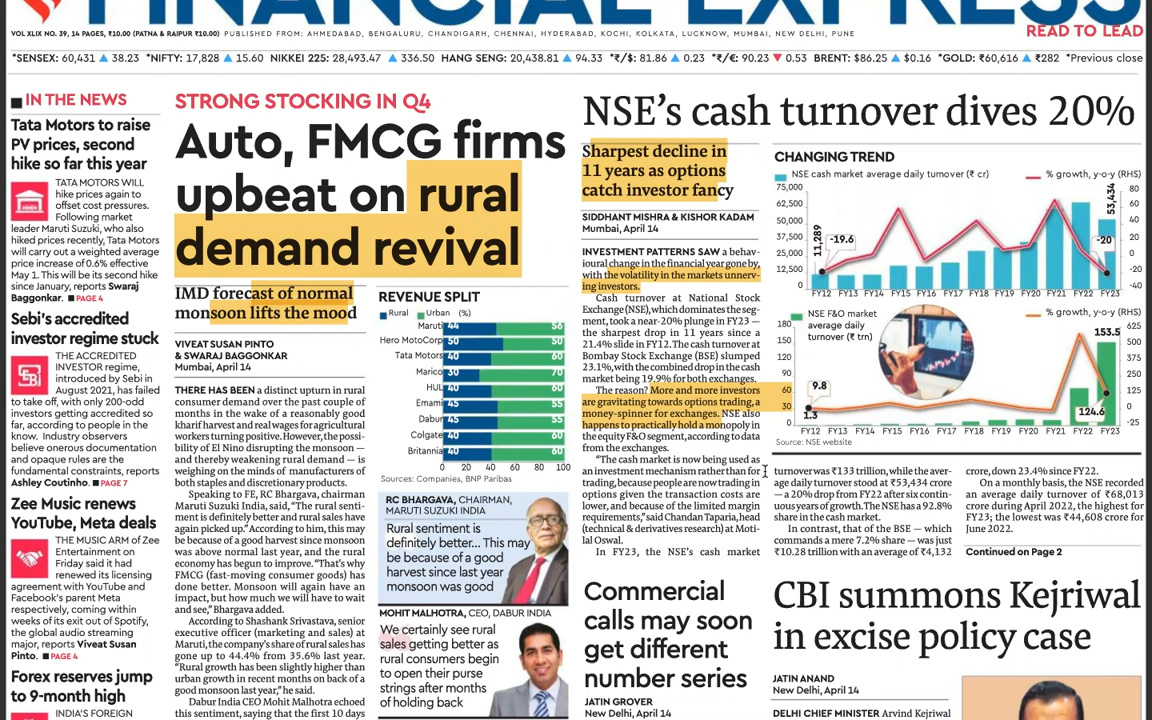 FINANCIAL EXPRESS
VOL XLIX NO. 39, 14 PAGES, ₹10.00 (PATNA & RAIPUR ₹10.00) PUBLISHED FROM: AHMEDABAD, BENGALURU, CHANDIGARH, CHENNAI, HYDERABAD, KOCHI, KOLKATA, LUCKNOW, MUMBAI, NEW DELHI, PUNE
READ TO LEAD
*SENSEX: 60,431 ▲ 38.23 *NIFTY: 17,828 ▲ 15.60 NIKKEI 225: 28,493.47 ▲ 336.50 HANG SENG: 20,438.81 ▲ 94.33 *₹/$: 81.86 ▲ 0.23 *₹/€: 90.23 ▼ 0.53 BRENT: $86.25 ▲ $0.16 *GOLD: ₹60,616 ▲ ₹282 *Previous close
IN THE NEWS
Tata Motors to raise
PV prices, second
hike so far this year
TATA MOTORS WILL
hike prices again to
offset cost pressures.
Following market
leader Maruti Suzuki, who also
hiked prices recently, Tata Motors
will carry out a weighted average
price increase of 0.6% effective
May 1. This will be its second hike
since January, reports Swaraj
Baggonkar. ■ PAGE 4
Sebi's accredited
investor regime stuck
SEBI
THE ACCREDITED
INVESTOR regime,
introduced by Sebi in
August 2021, has failed
to take off, with only 200-odd
investors getting accredited so
far, according to people in the
know. Industry observers
believe onerous documentation
and opaque rules are the
fundamental constraints, reports
Ashley Coutinho. ■ PAGE 7
Zee Music renews
YouTube, Meta deals
THE MUSIC ARM of Zee
Entertainment on
Friday said it had
renewed its licensing
agreement with YouTube and
Facebook's parent Meta
respectively, coming within
weeks of its exit out of Spotify,
the global audio streaming
major, reports Viveat Susan
Pinto. ■ PAGE 4
Forex reserves jump
to 9-month high
INDIA'S FOREIGN
STRONG STOCKING IN Q4
Auto, FMCG firms
upbeat on rural
demand revival
IMD forecast of normal
monsoon lifts the mood
VIVEAT SUSAN PINTO
& SWARAJ BAGGONKAR
Mumbai, April 14
THERE HAS BEEN a distinct upturn in rural
consumer demand over the past couple of
months in the wake of a reasonably good
kharif harvest and real wages for agricultural
workers turning positive. However, the possi-
bility of El Nino disrupting the monsoon —
and thereby weakening rural demand — is
weighing on the minds of manufacturers of
both staples and discretionary products.
Speaking to FE, RC Bhargava, chairman
Maruti Suzuki India, said, "The rural senti-
ment is definitely better and rural sales have
again picked up." According to him, this may
be because of a good harvest since monsoon
was above normal last year, and the rural
economy has begun to improve. "That's why
FMCG (fast-moving consumer goods) has
done better. Monsoon will again have an
impact, but how much we will have to wait
and see," Bhargava added.
According to Shashank Srivastava, senior
executive officer (marketing and sales) at
Maruti, the company's share of rural sales has
gone up to 44.4% from 35.6% last year.
"Rural growth has been slightly higher than
urban growth in recent months on back of a
good monsoon last year," he said.
Dabur India CEO Mohit Malhotra echoed
this sentiment, saying that the first 10 days
REVENUE SPLIT
Rural Urban (%)
Maruti 44 56
Hero MotoCorp 50 50
Tata Motors 40 60
Marico 30 70
HUL 40 60
Emami 45 55
Dabur 45 55
Colgate 40 60
Britannia 40 60
0 20 40 60 80 100
Sources: Companies, BNP Paribas
RC BHARGAVA, CHAIRMAN,
MARUTI SUZUKI INDIA
Rural sentiment is
definitely better... This may
be because of a good
harvest since last year
monsoon was good
MOHIT MALHOTRA, CEO, DABUR INDIA
We certainly see rural
sales getting better as
rural consumers begin
to open their purse
strings after months
of holding back
NSE's cash turnover dives 20%
Sharpest decline in
11 years as options
catch investor fancy
SIDDHANT MISHRA & KISHOR KADAM
Mumbai, April 14
INVESTMENT PATTERNS SAW a behav-
ioural change in the financial year gone by,
with the volatility in the markets unnerv-
ing investors.
Cash turnover at National Stock
Exchange (NSE), which dominates the seg-
ment, took a near-20% plunge in FY23 —
the sharpest drop in 11 years since a
21.4% slide in FY12. The cash turnover at
Bombay Stock Exchange (BSE) slumped
23.1%, with the combined drop in the cash
market being 19.9% for both exchanges.
The reason? More and more investors
are gravitating towards options trading, a
money-spinner for exchanges. NSE also
happens to practically hold a monopoly in
the equity F&O segment, according to data
from the exchanges.
"The cash market is now being used as
an investment mechanism rather than for
trading, because people are now trading in
options given the transaction costs are
lower, and because of the limited margin
requirements," said Chandan Taparia, head
(technical & derivatives research) at Moti-
lal Oswal.
In FY23, the NSE's cash market
CHANGING TREND
NSE cash market average daily turnover (₹ cr) % growth, y-o-y (RHS)
75,000
62,500
50,000
37,500
25,000
12,500
80
60
40
20
0
-20
-40
11,289
-19.6
53,434
-20
FY12 FY13 FY14 FY15 FY16 FY17 FY18 FY19 FY20 FY21 FY22 FY23
NSE F&O market
average daily
turnover (₹ trn)
% growth, y-o-y (RHS)
180
150
120
90
60
30
0
625
500
375
250
125
0
-25
9.8
1.3
153.5
124.6
FY12 FY13 FY14 FY15 FY16 FY17 FY18 FY19 FY20 FY21 FY22 FY23
Source: NSE website
turnover was ₹133 trillion, while the aver-
age daily turnover stood at ₹53,434 crore
— a 20% drop from FY22 after six contin-
uous years of growth. The NSE has a 92.8%
share in the cash market.
In contrast, that of the BSE — which
commands a mere 7.2% share — was just
₹10.28 trillion with an average of ₹4,132
crore, down 23.4% since FY22.
On a monthly basis, the NSE recorded
an average daily turnover of ₹68,013
crore during April 2022, the highest for
FY23; the lowest was ₹44,608 crore for
June 2022.
Continued on Page 2
Commercial
calls may soon
get different
number series
JATIN GROVER
New Delhi, April 14
CBI summons Kejriwal
in excise policy case
JATIN ANAND
New Delhi, April 14
DELHI CHIEF MINISTER Arvind Kejriwal